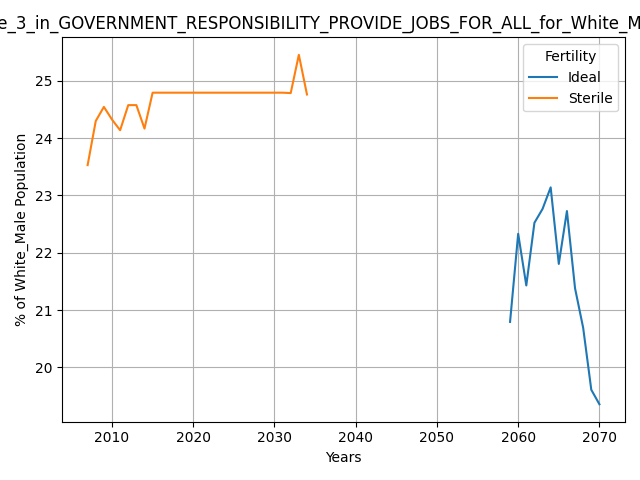 e_3_in_GOVERNMENT_RESPONSIBILITY_PROVIDE_JOBS_FOR_ALL_for_White_M
Fertility
Ideal
Sterile
% of White_Male Population
25
24
23
22
21
20
2010 2020 2030 2040 2050 2060 2070
Years